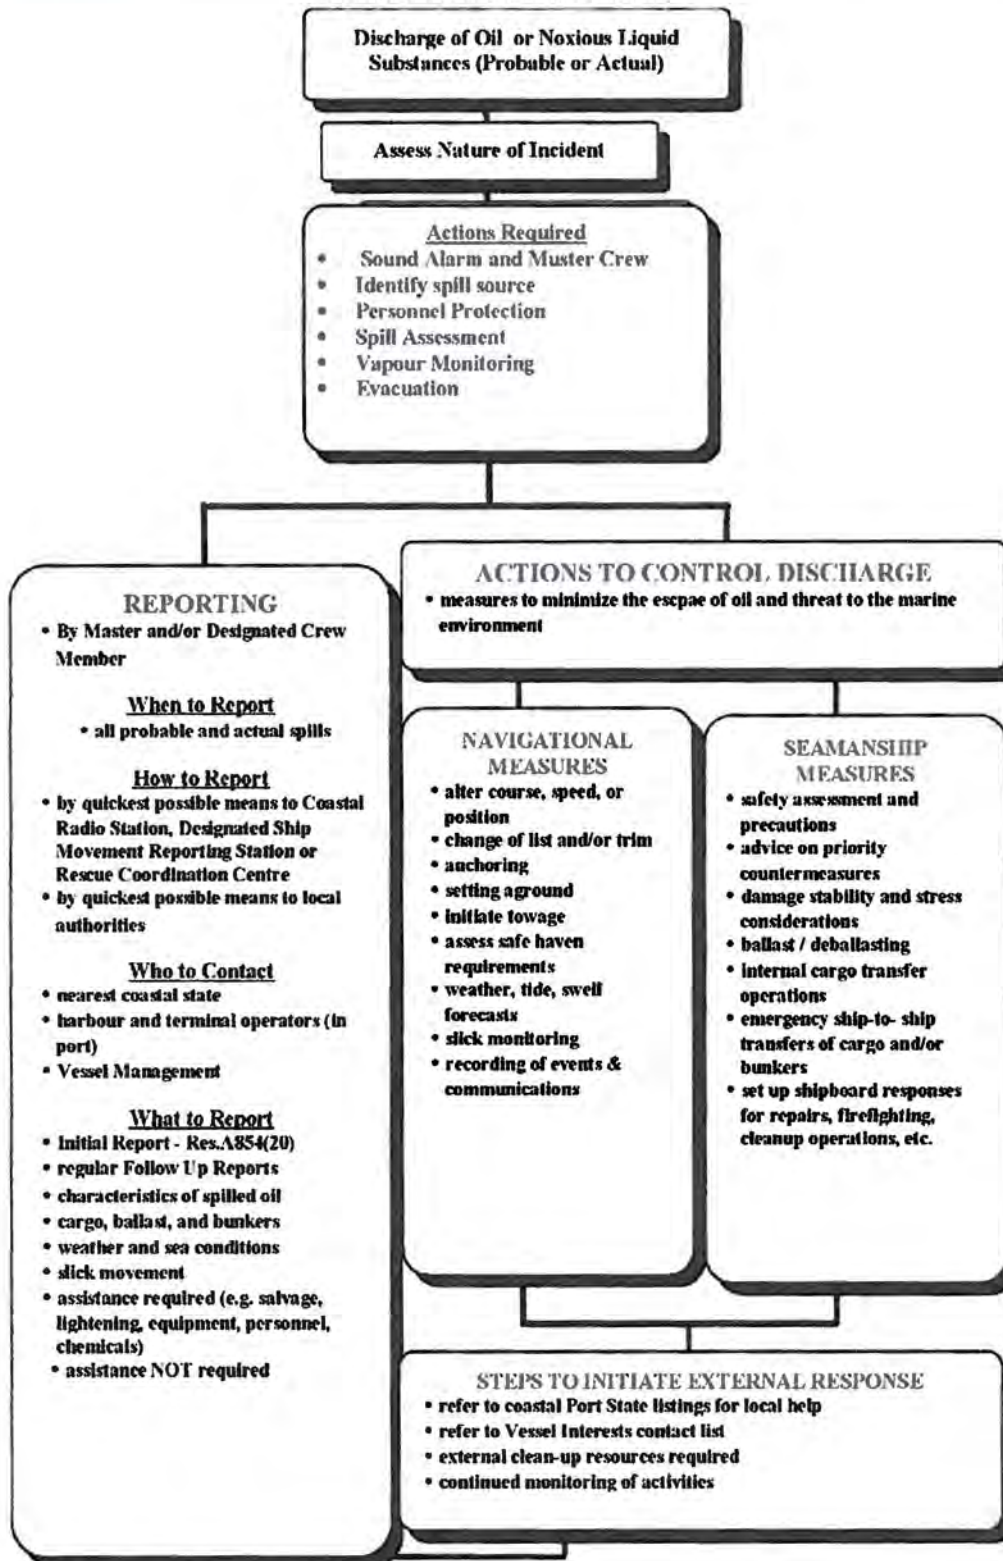 Discharge of Oil or Noxious Liquid
Substances (Probable or Actual)
Assess Nature of Incident
Actions Required
• Sound Alarm and Muster Crew
• Identify spill source
• Personnel Protection
• Spill Assessment
• Vapour Monitoring
• Evacuation
REPORTING
• By Master and/or Designated Crew
Member
When to Report
• all probable and actual spills
How to Report
• by quickest possible means to Coastal
Radio Station, Designated Ship
Movement Reporting Station or
Rescue Coordination Centre
• by quickest possible means to local
authorities
Who to Contact
• nearest coastal state
• harbour and terminal operators (in
port)
• Vessel Management
What to Report
• Initial Report - Res.A854(20)
• regular Follow Up Reports
• characteristics of spilled oil
• cargo, ballast, and bunkers
• weather and sea conditions
• slick movement
• assistance required (e.g. salvage,
lightening, equipment, personnel,
chemicals)
• assistance NOT required
ACTIONS TO CONTROL DISCHARGE
• measures to minimize the escpae of oil and threat to the marine
environment
NAVIGATIONAL
MEASURES
• alter course, speed, or
position
• change of list and/or trim
• anchoring
• setting aground
• initiate towage
• assess safe haven
requirements
• weather, tide, swell
forecasts
• slick monitoring
• recording of events &
communications
SEAMANSHIP
MEASURES
• safety assessment and
precautions
• advice on priority
countermeasures
• damage stability and stress
considerations
• ballast / deballasting
• internal cargo transfer
operations
• emergency ship-to- ship
transfers of cargo and/or
bunkers
• set up shipboard responses
for repairs, firefighting,
cleanup operations, etc.
STEPS TO INITIATE EXTERNAL RESPONSE
• refer to coastal Port State listings for local help
• refer to Vessel Interests contact list
• external clean-up resources required
• continued monitoring of activities